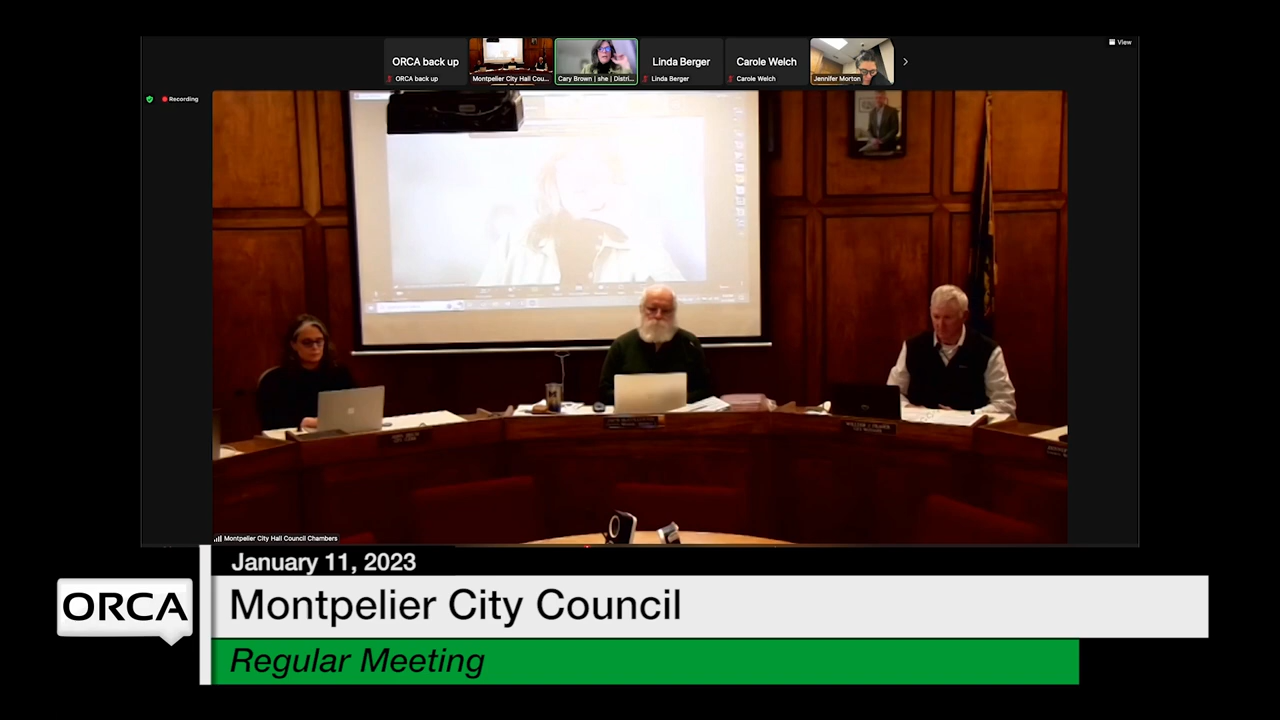 View
ORCA back up
ORCA back up
Montpelier City Hall Cou...
Cary Brown | she | Distri...
Linda Berger
Linda Berger
Carole Welch
Carole Welch
Jennifer Morton
Recording
WILLIAM J. FRASER
Montpelier City Hall Council Chambers
January 11, 2023
ORCA
Montpelier City Council
Regular Meeting